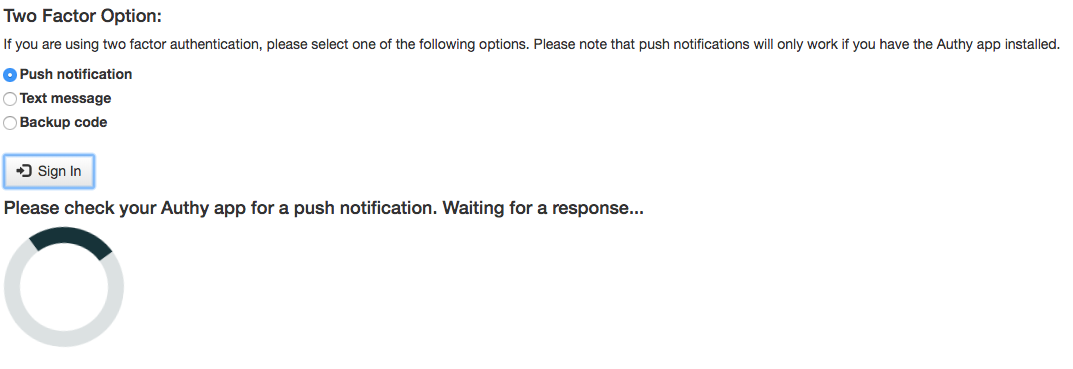 Two Factor Option:
If you are using two factor authentication, please select one of the following options. Please note that push notifications will only work if you have the Authy app installed.
Push notification
Text message
Backup code
Sign In
Please check your Authy app for a push notification. Waiting for a response...